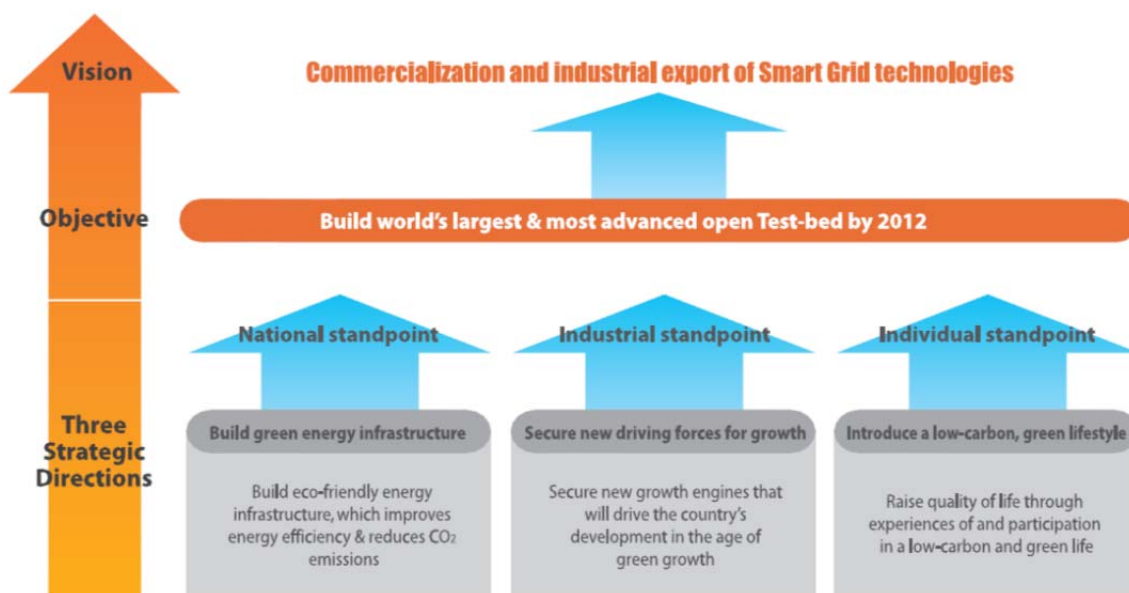 Vision
Commercialization and industrial export of Smart Grid technologies
Objective
Build world's largest & most advanced open Test-bed by 2012
National standpoint
Industrial standpoint
Individual standpoint
Three
Strategic
Directions
Build green energy infrastructure
Build eco-friendly energy
infrastructure, which improves
energy efficiency & reduces CO₂
emissions
Secure new driving forces for growth
Secure new growth engines that
will drive the country's
development in the age of
green growth
Introduce a low-carbon, green lifestyle
Raise quality of life through
experiences of and participation
in a low-carbon and green life